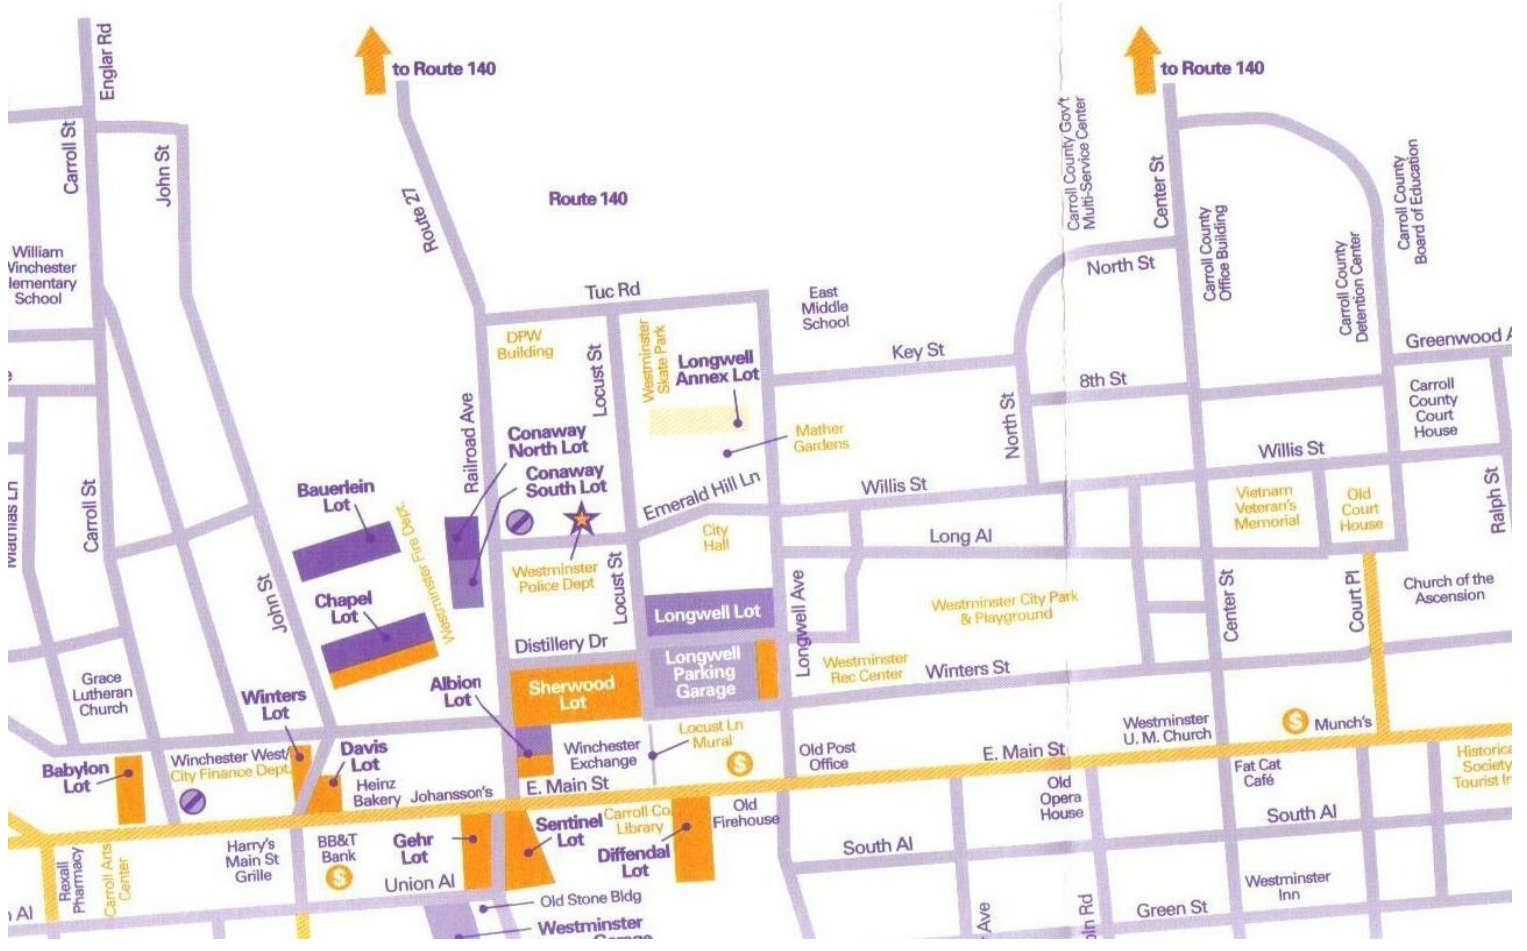 Englar Rd
to Route 140
to Route 140
Carroll St
John St
Route 27
Route 140
Carroll County Gov't
Multi-Service Center
Center St
Carroll County
Office Building
Carroll County
Detention Center
Carroll County
Board of Education
William
Winchester
lementary
School
Tuc Rd
East
Middle
School
North St
Greenwood A
DPW
Building
Locust St
Westminster
Skate Park
Longwell
Annex Lot
Key St
8th St
Carroll
County
Court
House
Railroad Ave
Conaway
North Lot
Mather
Gardens
North St
Willis St
Conaway
South Lot
Emerald Hill Ln
Willis St
Mathias Ln
Carroll St
Bauerlein
Lot
Westminster Fire Dept.
Vietnam
Veteran's
Memorial
Old
Court
House
Ralph St
City
Hall
Long Al
Westminster
Police Dept
Locust St
John St
Chapel
Lot
Longwell Lot
Longwell Ave
Westminster City Park
& Playground
Center St
Court Pl
Church of the
Ascension
Distillery Dr
Longwell
Parking
Garage
Westminster
Rec Center
Winters St
Grace
Lutheran
Church
Winters
Lot
Albion
Lot
Sherwood
Lot
Locust Ln
Mural
$
Westminster
U. M. Church
$
Munch's
Winchester West/
City Finance Dept.
Davis
Lot
Winchester
Exchange
Old Post
Office
E. Main St
Babylon
Lot
Heinz
Bakery
Johansson's
E. Main St
Fat Cat
Café
Historica
Society
Tourist In
Old
Opera
House
South Al
Carroll Co.
Library
Old
Firehouse
Sentinel
Lot
Gehr
Lot
Diffendal
Lot
South Al
Rexall
Pharmacy
Carroll Arts
Center
Harry's
Main St
Grille
BB&T
Bank
$
Union Al
Old Stone Bldg
Westminster
Inn
Al
Westminster
Ave
oln Rd
Green St